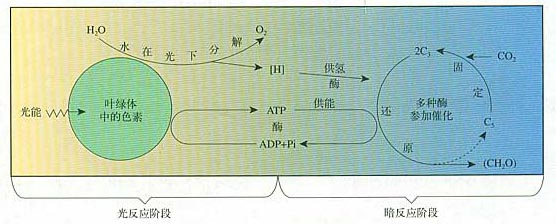 H₂O
水在光下分解
O₂
[H]
供氢
酶
2C₃
固定
CO₂
光能
叶绿体
中的色素
ATP
供能
酶
ADP+Pi
还原
多种酶
参加催化
C₅
(CH₂O)
光反应阶段
暗反应阶段